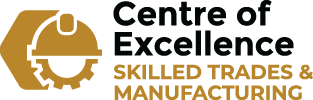 Centre of
Excellence
SKILLED TRADES &
MANUFACTURING